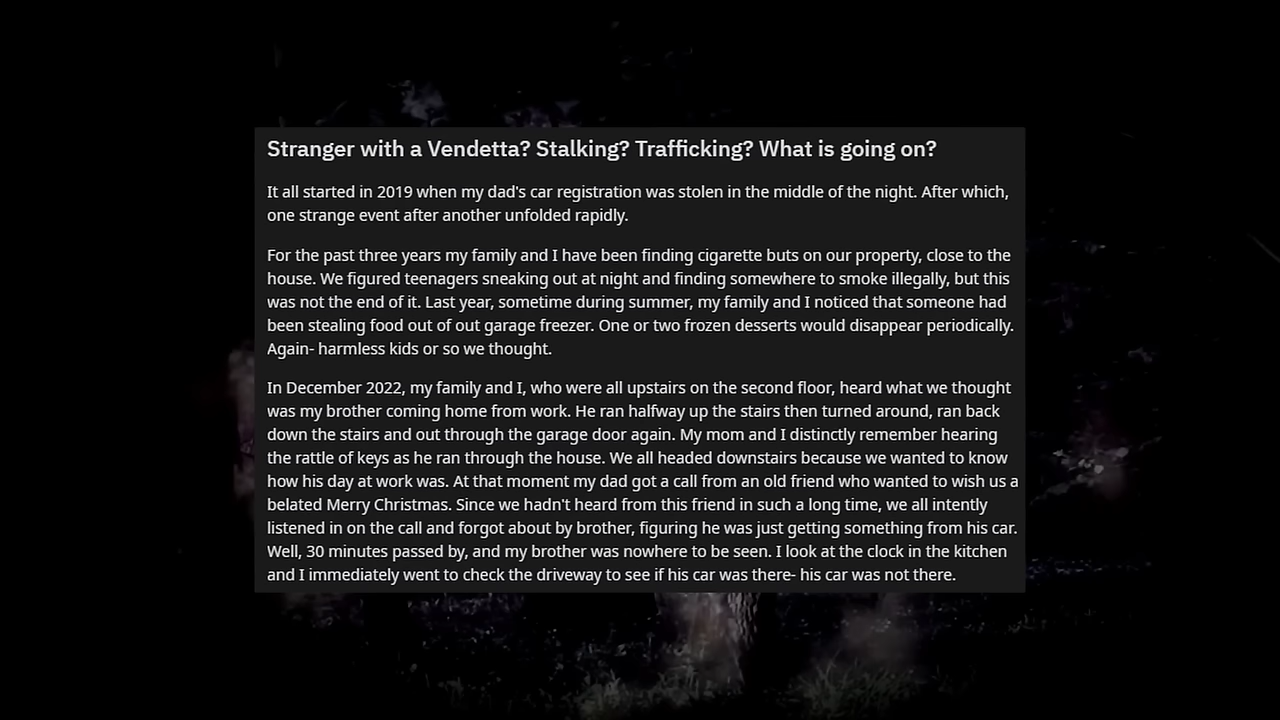 Stranger with a Vendetta? Stalking? Trafficking? What is going on?
It all started in 2019 when my dad's car registration was stolen in the middle of the night. After which,
one strange event after another unfolded rapidly.
For the past three years my family and I have been finding cigarette buts on our property, close to the
house. We figured teenagers sneaking out at night and finding somewhere to smoke illegally, but this
was not the end of it. Last year, sometime during summer, my family and I noticed that someone had
been stealing food out of out garage freezer. One or two frozen desserts would disappear periodically.
Again- harmless kids or so we thought.
In December 2022, my family and I, who were all upstairs on the second floor, heard what we thought
was my brother coming home from work. He ran halfway up the stairs then turned around, ran back
down the stairs and out through the garage door again. My mom and I distinctly remember hearing
the rattle of keys as he ran through the house. We all headed downstairs because we wanted to know
how his day at work was. At that moment my dad got a call from an old friend who wanted to wish us a
belated Merry Christmas. Since we hadn't heard from this friend in such a long time, we all intently
listened in on the call and forgot about by brother, figuring he was just getting something from his car.
Well, 30 minutes passed by, and my brother was nowhere to be seen. I look at the clock in the kitchen
and I immediately went to check the driveway to see if his car was there- his car was not there.